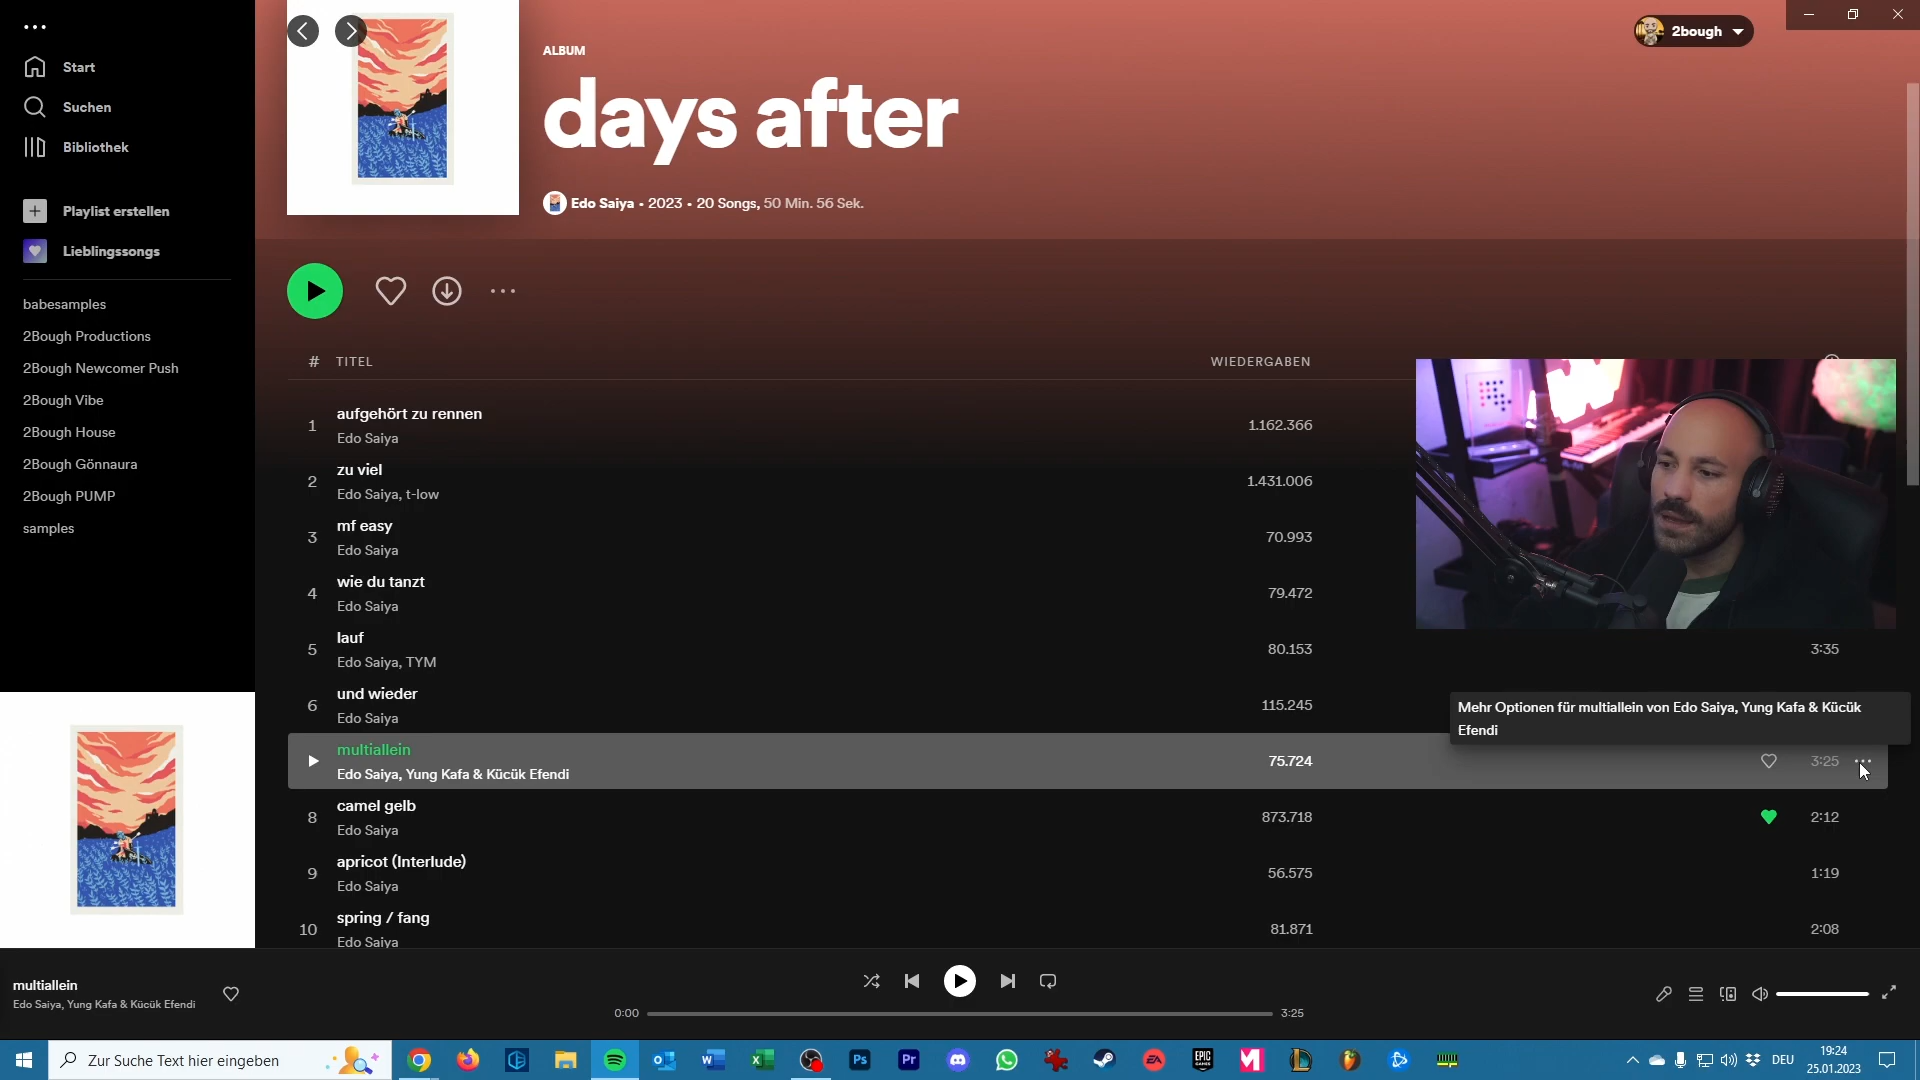 Start
Suchen
Bibliothek
Playlist erstellen
Lieblingssongs
babesamples
2Bough Productions
2Bough Newcomer Push
2Bough Vibe
2Bough House
2Bough Gönnaura
2Bough PUMP
samples
2bough
ALBUM
days after
Edo Saiya • 2023 • 20 Songs, 50 Min. 56 Sek.
# TITEL WIEDERGABEN
1 aufgehört zu rennen 1.162.366
Edo Saiya
2 zu viel 1.431.006
Edo Saiya, t-low
3 mf easy 70.993
Edo Saiya
4 wie du tanzt 79.472
Edo Saiya
5 lauf 80.153 3:35
Edo Saiya, TYM
6 und wieder 115.245
Edo Saiya
Mehr Optionen für multiallein von Edo Saiya, Yung Kafa & Kücük
Efendi
multiallein 75.724 3:25
Edo Saiya, Yung Kafa & Kücük Efendi
8 camel gelb 873.718 2:12
Edo Saiya
9 apricot (Interlude) 56.575 1:19
Edo Saiya
10 spring / fang 81.871 2:08
Edo Saiya
multiallein
Edo Saiya, Yung Kafa & Kücük Efendi
0:00 3:25
Zur Suche Text hier eingeben
Ps
Pr
EA
EPIC
GAMES
DEU
19:24
25.01.2023